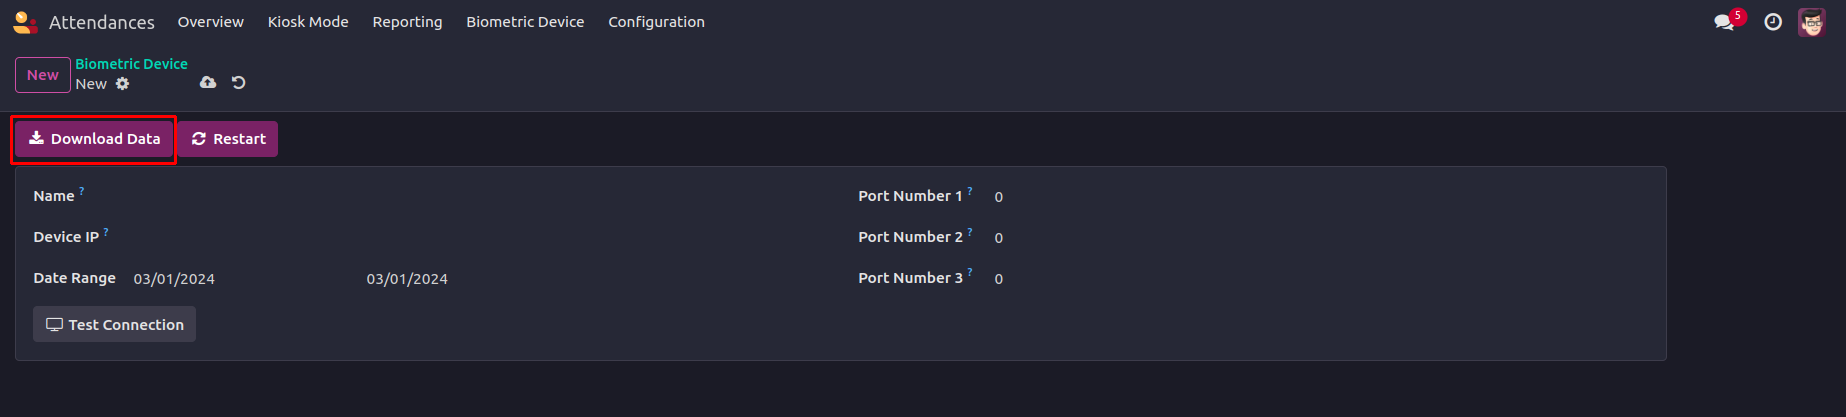 Attendances Overview Kiosk Mode Reporting Biometric Device Configuration 5
New Biometric Device
New
Download Data Restart
Name ? Port Number 1 ? 0
Device IP ? Port Number 2 ? 0
Date Range 03/01/2024 03/01/2024 Port Number 3 ? 0
Test Connection